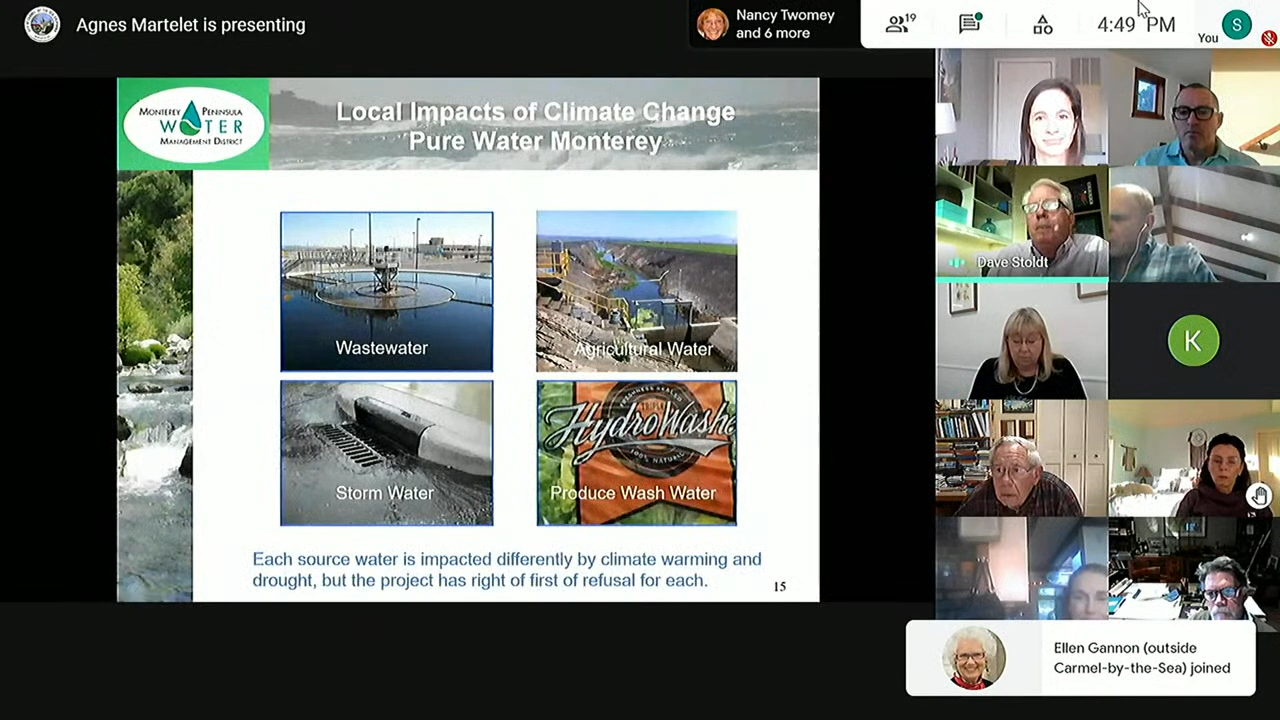 Agnes Martelet is presenting
Nancy Twomey
and 6 more
19
4:49 PM
You
S
MONTEREY PENINSULA
WATER
MANAGEMENT DISTRICT
Local Impacts of Climate Change
Pure Water Monterey
Wastewater
Agricultural Water
Storm Water
HydroWashe
100% NATURAL
Produce Wash Water
Each source water is impacted differently by climate warming and
drought, but the project has right of first of refusal for each.
15
Dave Stoldt
K
Ellen Gannon (outside
Carmel-by-the-Sea) joined